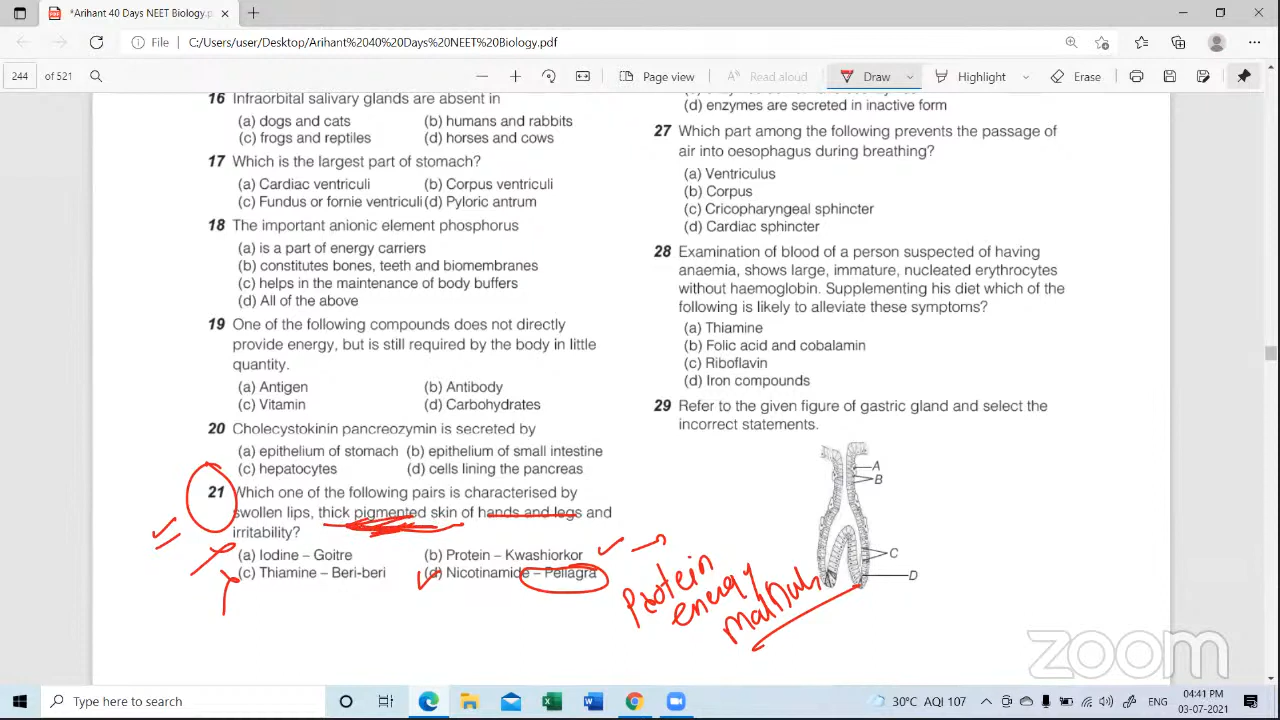 *Arihant 40 Days NEET Biology.p
File
C:/Users/user/Desktop/Arihant%2040%20Days%20NEET%20Biology.pdf
244 of 521
Page view
Read aloud
Draw
Highlight
Erase
16 Infraorbital salivary glands are absent in
(a) dogs and cats (b) humans and rabbits
(c) frogs and reptiles (d) horses and cows
17 Which is the largest part of stomach?
(a) Cardiac ventriculi (b) Corpus ventriculi
(c) Fundus or fornie ventriculi (d) Pyloric antrum
18 The important anionic element phosphorus
(a) is a part of energy carriers
(b) constitutes bones, teeth and biomembranes
(c) helps in the maintenance of body buffers
(d) All of the above
19 One of the following compounds does not directly
provide energy, but is still required by the body in little
quantity.
(a) Antigen (b) Antibody
(c) Vitamin (d) Carbohydrates
20 Cholecystokinin pancreozymin is secreted by
(a) epithelium of stomach (b) epithelium of small intestine
(c) hepatocytes (d) cells lining the pancreas
21 Which one of the following pairs is characterised by
swollen lips, thick pigmented skin of hands and legs and
irritability?
(a) Iodine – Goitre (b) Protein – Kwashiorkor
(c) Thiamine – Beri-beri (d) Nicotinamide – Pellagra
(d) enzymes are secreted in inactive form
27 Which part among the following prevents the passage of
air into oesophagus during breathing?
(a) Ventriculus
(b) Corpus
(c) Cricopharyngeal sphincter
(d) Cardiac sphincter
28 Examination of blood of a person suspected of having
anaemia, shows large, immature, nucleated erythrocytes
without haemoglobin. Supplementing his diet which of the
following is likely to alleviate these symptoms?
(a) Thiamine
(b) Folic acid and cobalamin
(c) Riboflavin
(d) Iron compounds
29 Refer to the given figure of gastric gland and select the
incorrect statements.
A
B
C
D
Protein
energy
zoom
Type here to search
30°C AQI 107
ENG
04:41 PM
03-07-2021